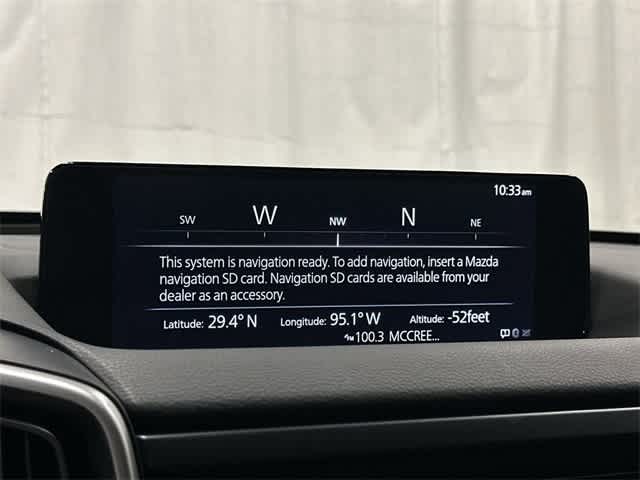 10:33am
SW W NW N NE
This system is navigation ready. To add navigation, insert a Mazda
navigation SD card. Navigation SD cards are available from your
dealer as an accessory.
Latitude: 29.4° N Longitude: 95.1° W Altitude: -52feet
FM 100.3 MCCREE...